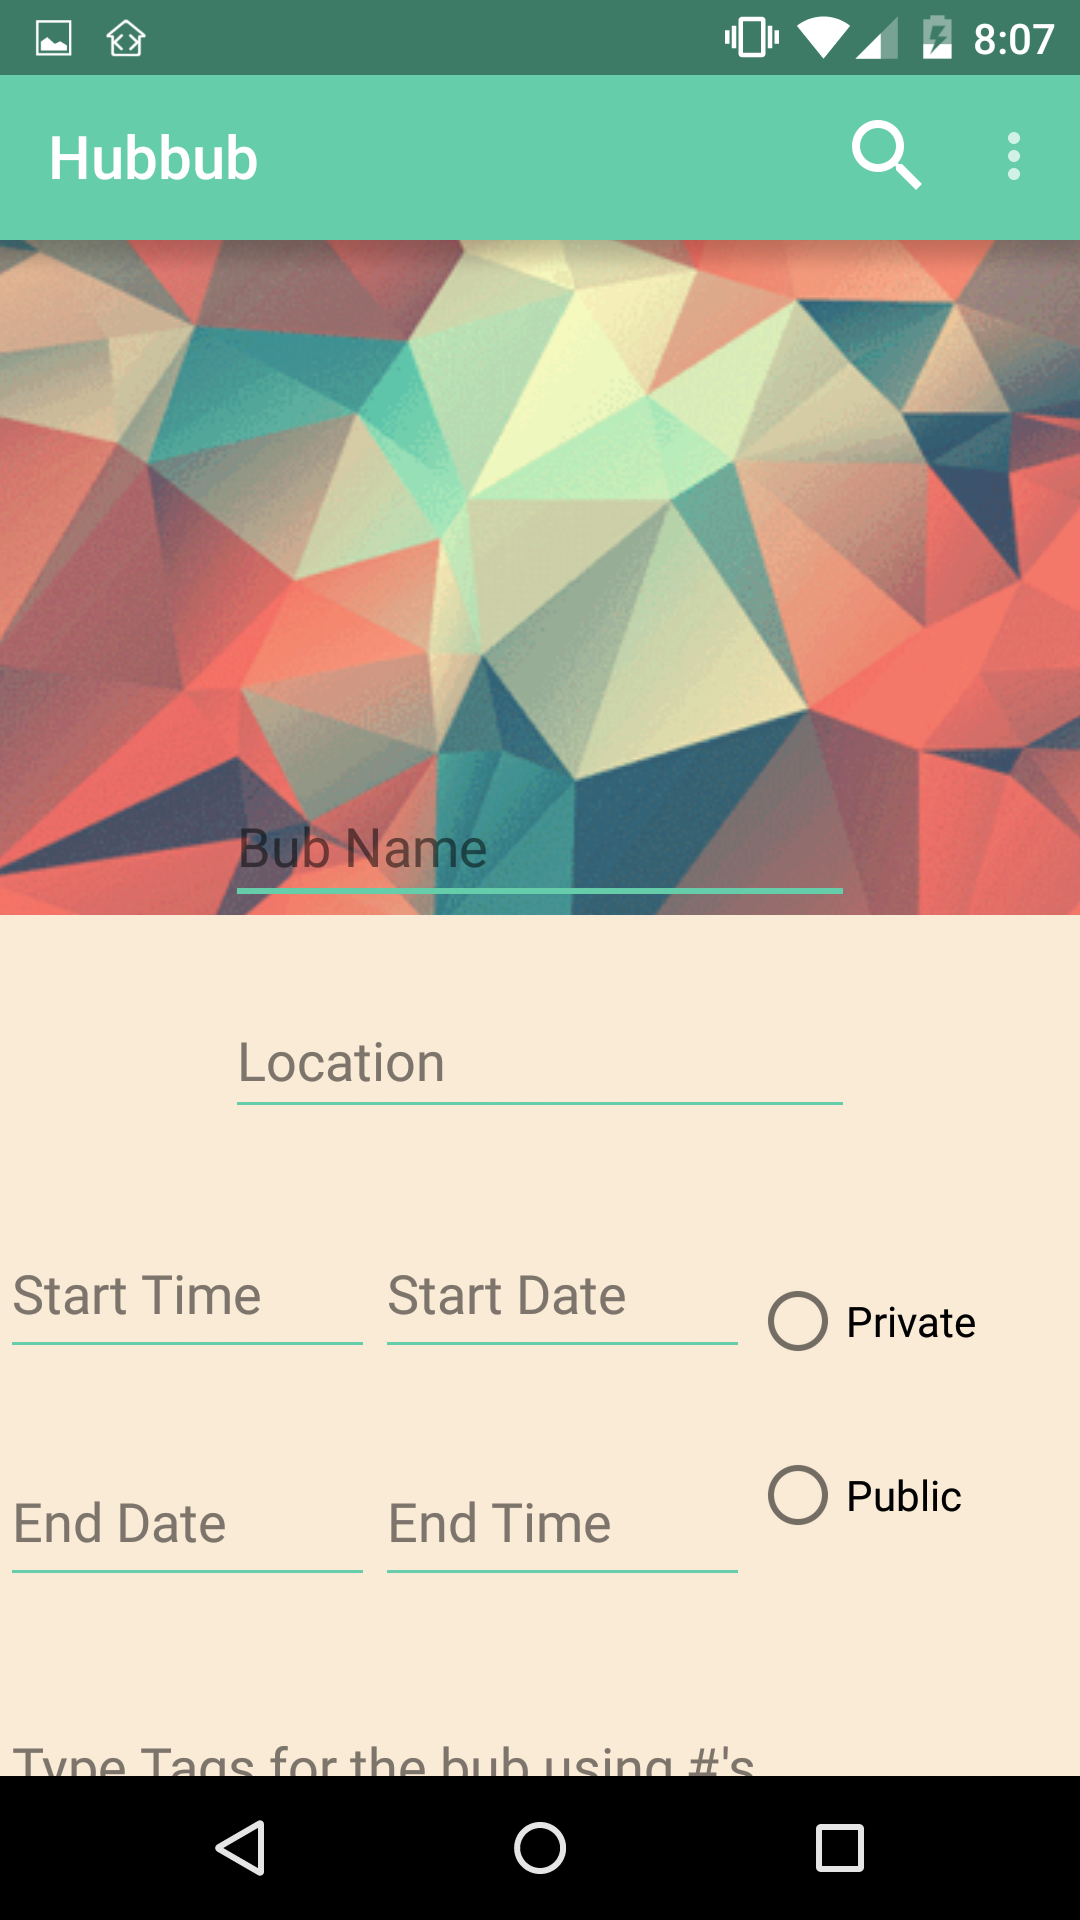 8:07
Hubbub
Bub Name
Location
Start Time Start Date
Private
Public
End Date End Time
Type Tags for the bub using #'s